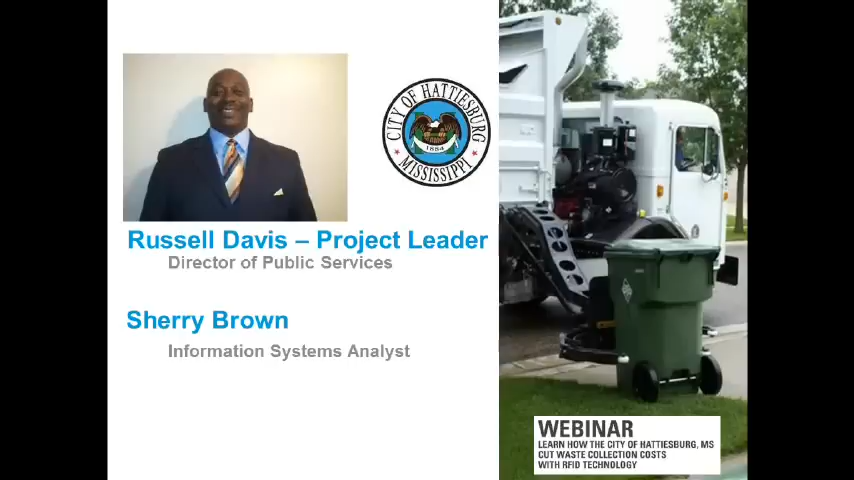 CITY OF HATTIESBURG
1884
MISSISSIPPI
Russell Davis – Project Leader
Director of Public Services
Sherry Brown
Information Systems Analyst
WEBINAR
LEARN HOW THE CITY OF HATTIESBURG, MS
CUT WASTE COLLECTION COSTS
WITH RFID TECHNOLOGY